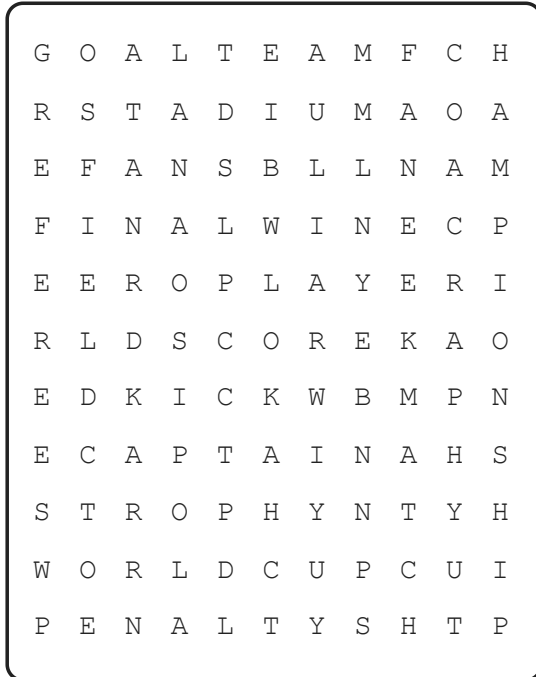 G O A L T E A M F C H
R S T A D I U M A O A
E F A N S B L L N A M
F I N A L W I N E C P
E E R O P L A Y E R I
R L D S C O R E K A O
E D K I C K W B M P N
E C A P T A I N A H S
S T R O P H Y N T Y H
W O R L D C U P C U I
P E N A L T Y S H T P